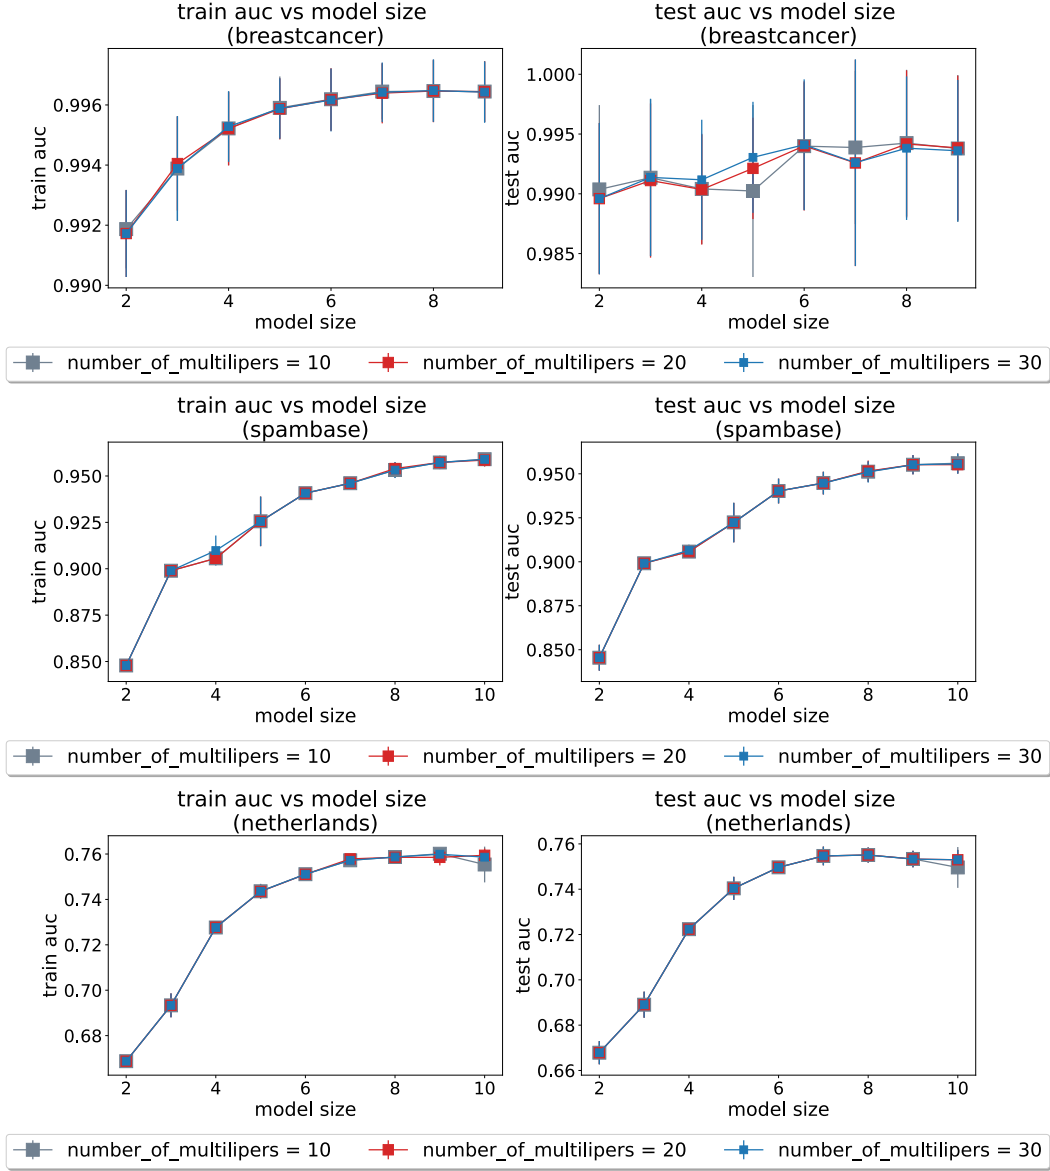 train auc vs model size
(breastcancer)
train auc
0.996
0.994
0.992
0.990
2
4
6
8
model size
test auc vs model size
(breastcancer)
test auc
1.000
0.995
0.990
0.985
2
4
6
8
model size
number_of_multilipers = 10
number_of_multilipers = 20
number_of_multilipers = 30
train auc vs model size
(spambase)
train auc
0.950
0.925
0.900
0.875
0.850
2
4
6
8
10
model size
test auc vs model size
(spambase)
test auc
0.950
0.925
0.900
0.875
0.850
2
4
6
8
10
model size
number_of_multilipers = 10
number_of_multilipers = 20
number_of_multilipers = 30
train auc vs model size
(netherlands)
train auc
0.76
0.74
0.72
0.70
0.68
2
4
6
8
10
model size
test auc vs model size
(netherlands)
test auc
0.76
0.74
0.72
0.70
0.68
0.66
2
4
6
8
10
model size
number_of_multilipers = 10
number_of_multilipers = 20
number_of_multilipers = 30